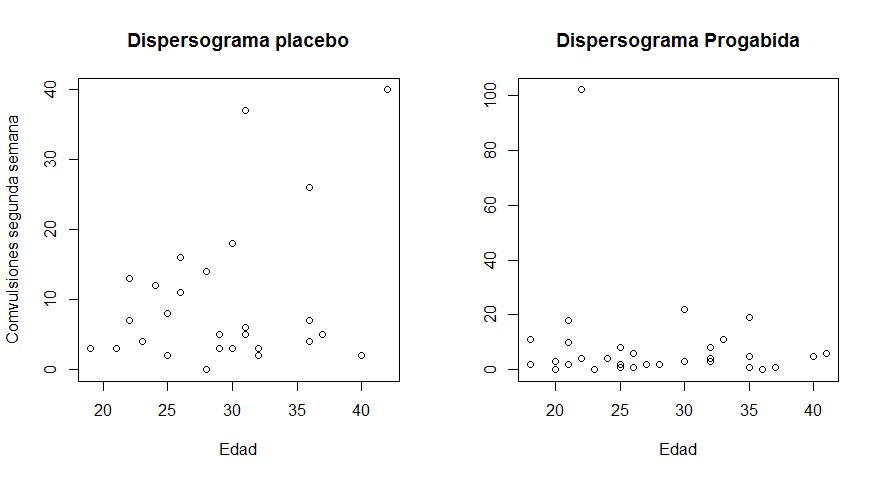 Dispersograma placebo
Comvulsiones segunda semana
40
30
20
10
0
20 25 30 35 40
Edad
Dispersograma Progabida
100
80
60
40
20
0
20 25 30 35 40
Edad